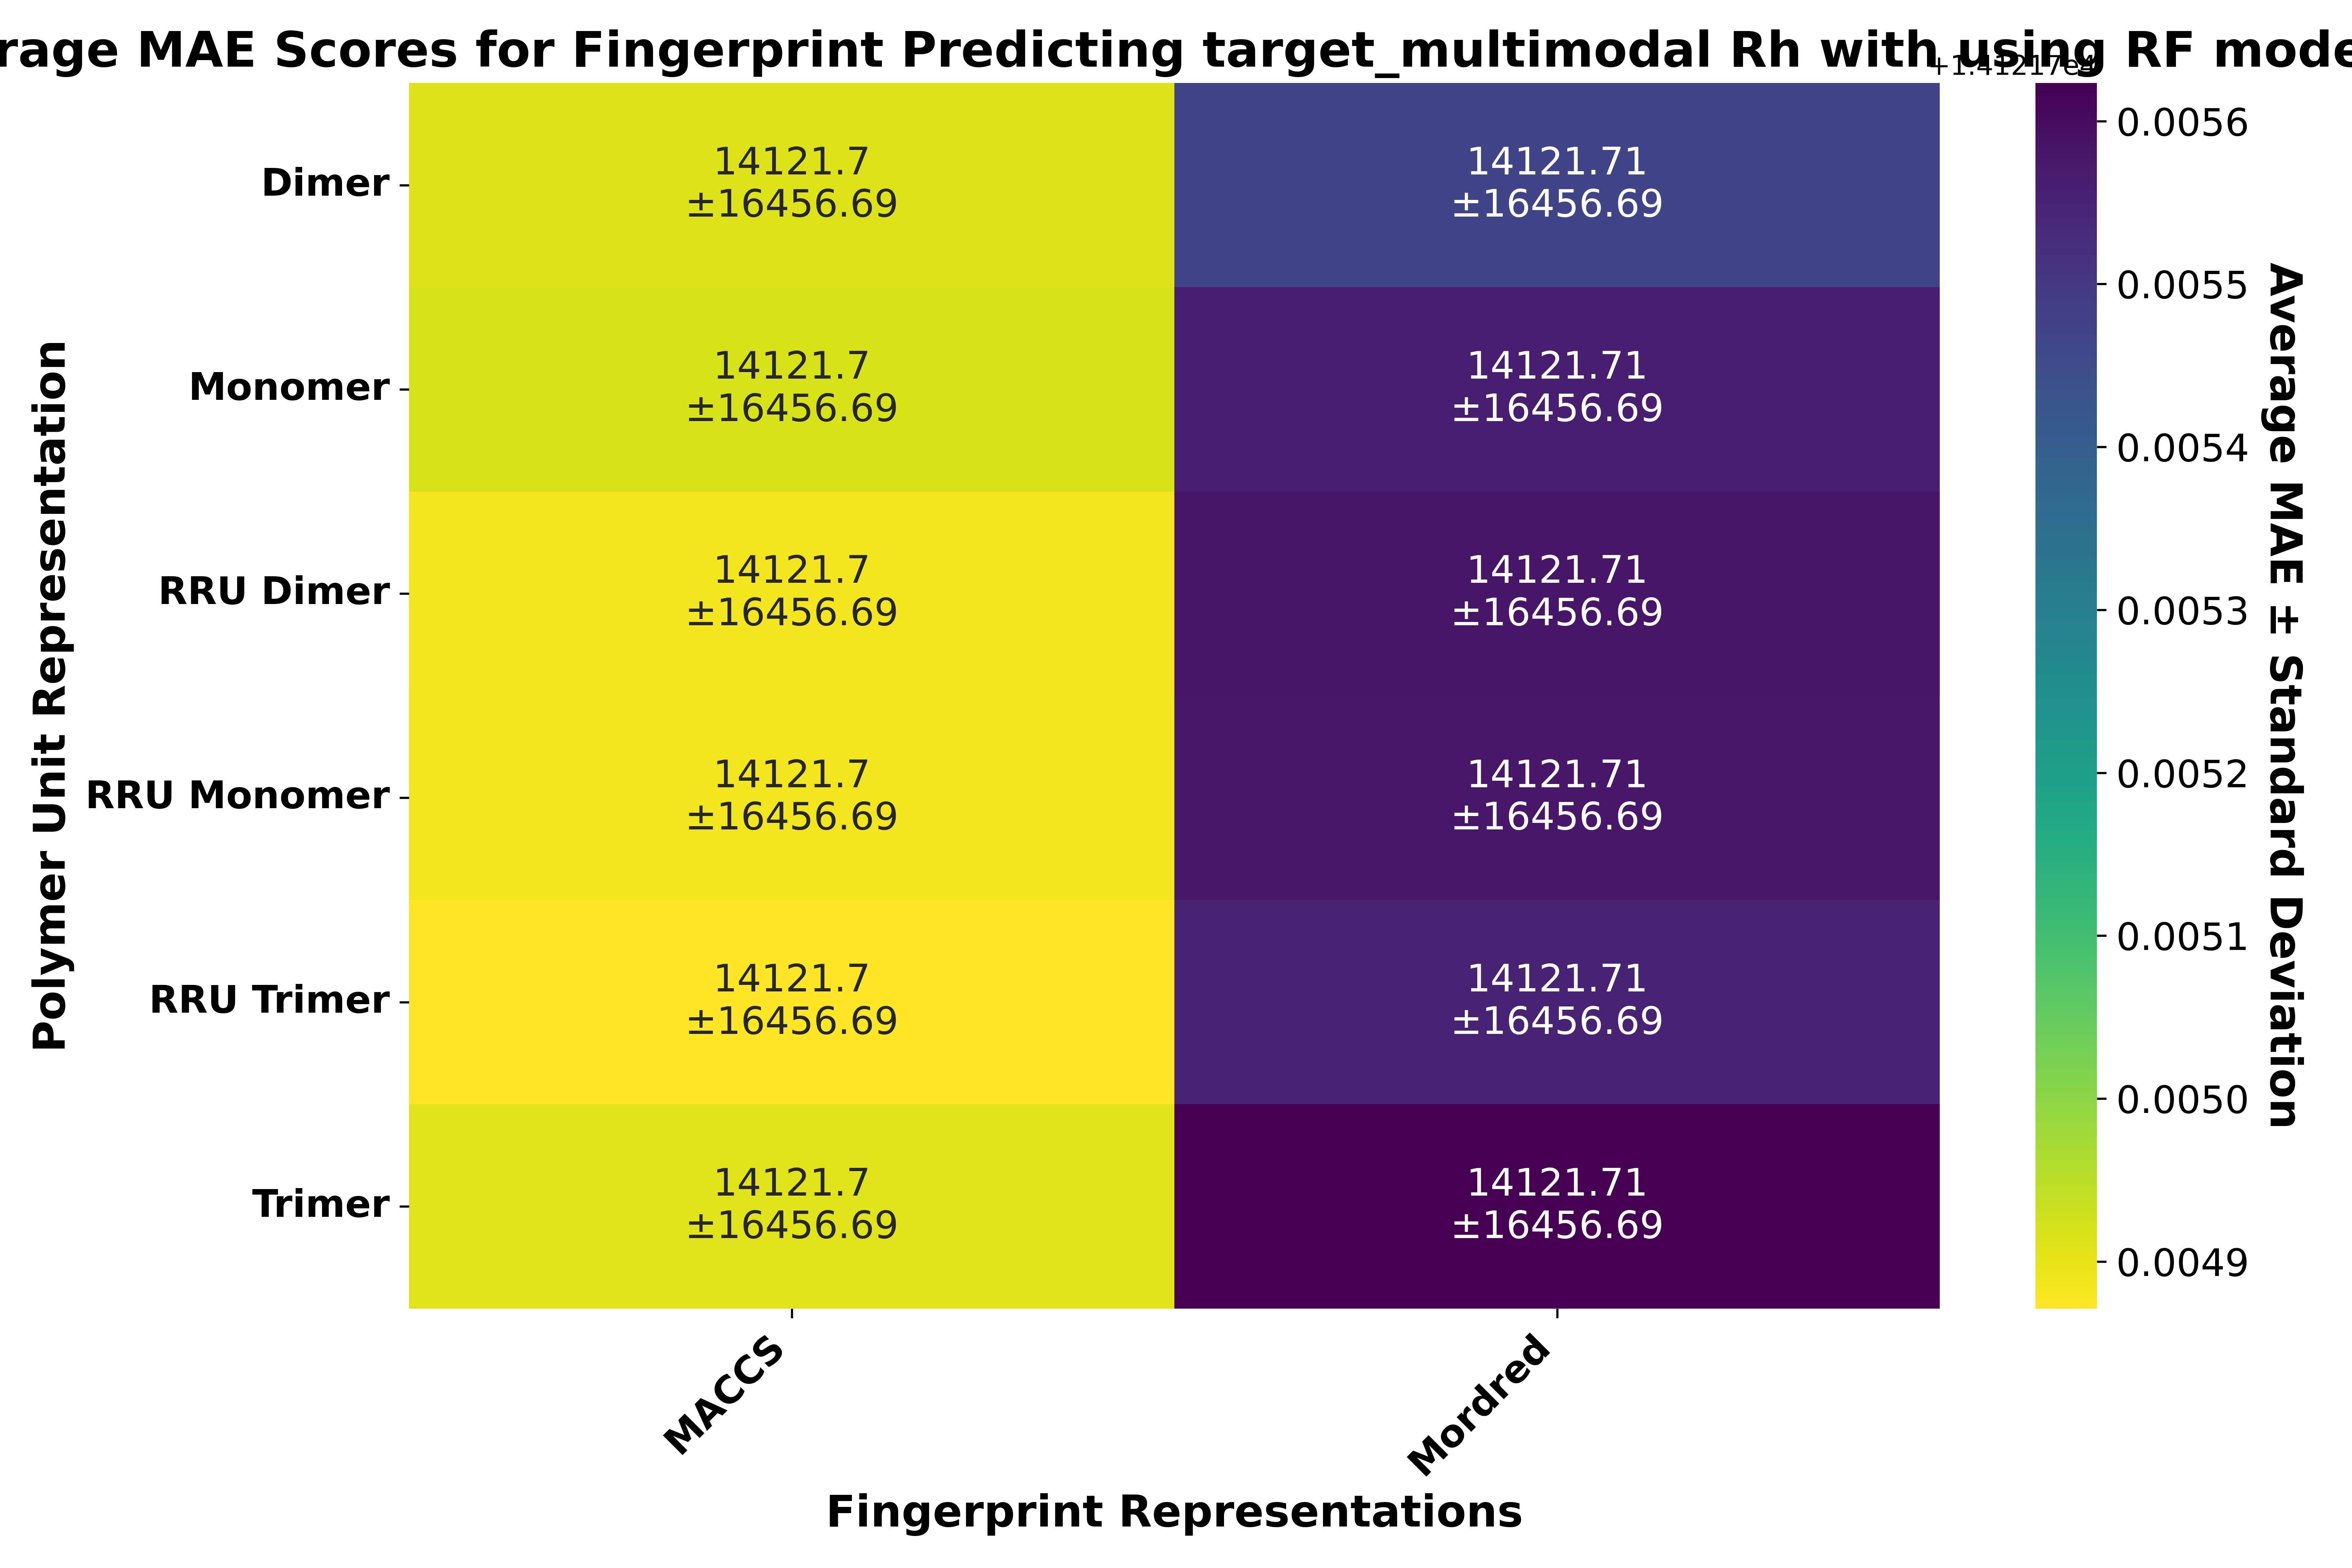 rage MAE Scores for Fingerprint Predicting target_multimodal Rh with using RF mode
+1.41217e4
Polymer Unit Representation
Dimer
14121.7
±16456.69
14121.71
±16456.69
Monomer
14121.7
±16456.69
14121.71
±16456.69
RRU Dimer
14121.7
±16456.69
14121.71
±16456.69
RRU Monomer
14121.7
±16456.69
14121.71
±16456.69
RRU Trimer
14121.7
±16456.69
14121.71
±16456.69
Trimer
14121.7
±16456.69
14121.71
±16456.69
MACCS
Mordred
Fingerprint Representations
0.0056
0.0055
0.0054
0.0053
0.0052
0.0051
0.0050
0.0049
Average MAE ± Standard Deviation